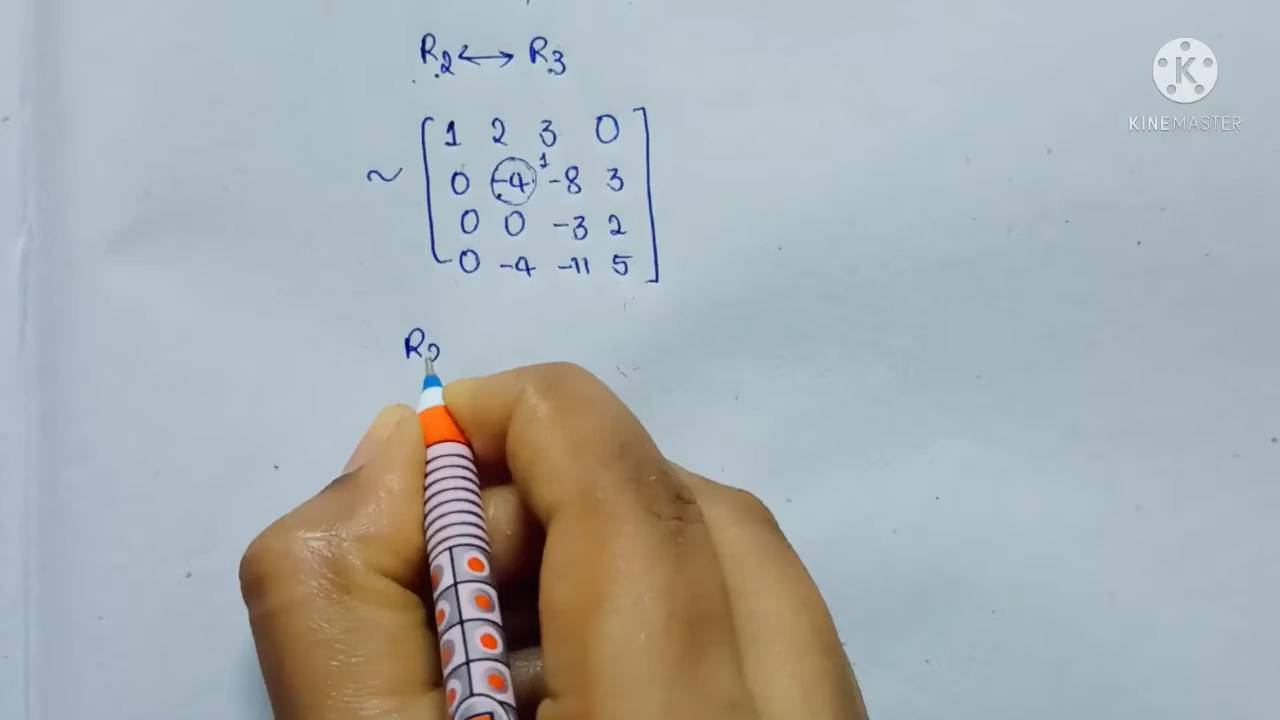 R2 ↔ R3
K
KINEMASTER
1 2 3 0
~ 0 -4 1 -8 3
0 0 -3 2
0 -4 -11 5
R2